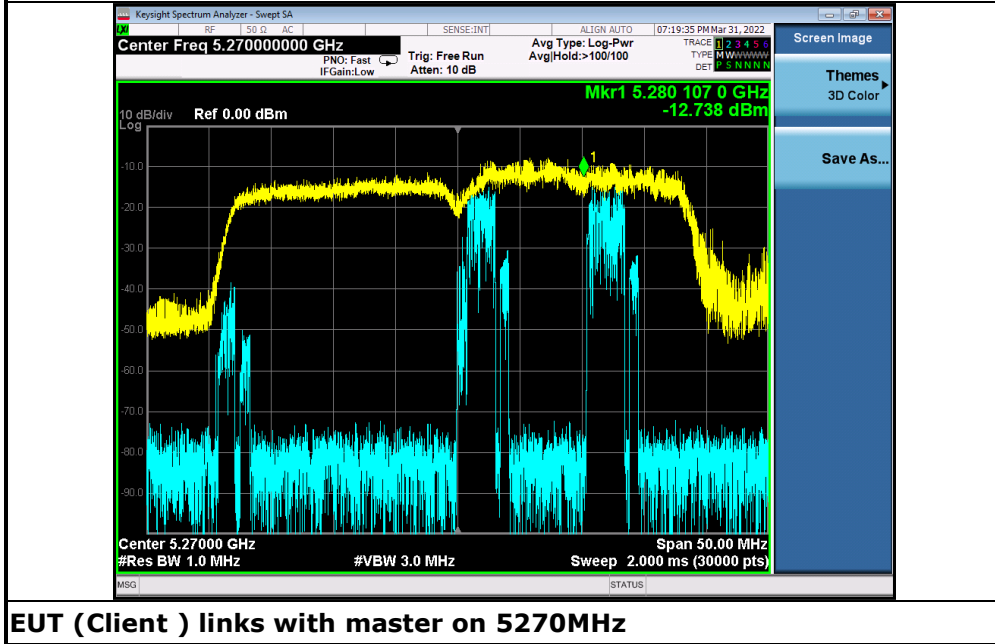 Keysight Spectrum Analyzer - Swept SA
LXI RF 50 Ω AC SENSE:INT ALIGN AUTO 07:19:35 PM Mar 31, 2022
Center Freq 5.270000000 GHz
PNO: Fast
IFGain:Low
Trig: Free Run
Atten: 10 dB
Avg Type: Log-Pwr
Avg|Hold:>100/100
TRACE 1 2 3 4 5 6
TYPE M W W W W W
DET P S N N N N
Screen Image
Themes
3D Color
Save As...
Mkr1 5.280 107 0 GHz
-12.738 dBm
10 dB/div Ref 0.00 dBm
Log
1
-10.0
-20.0
-30.0
-40.0
-50.0
-60.0
-70.0
-80.0
-90.0
Center 5.27000 GHz Span 50.00 MHz
#Res BW 1.0 MHz #VBW 3.0 MHz Sweep 2.000 ms (30000 pts)
MSG STATUS
EUT (Client ) links with master on 5270MHz